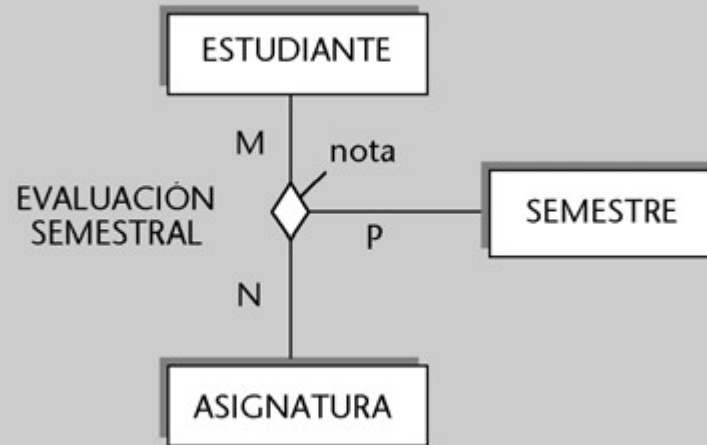 ESTUDIANTE
M
nota
EVALUACIÓN
SEMESTRAL
SEMESTRE
P
N
ASIGNATURA